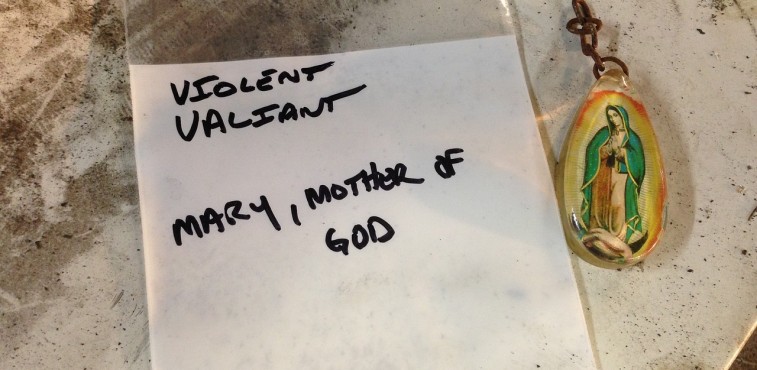 VIOLENT
VALIANT
MARY, MOTHER OF
GOD